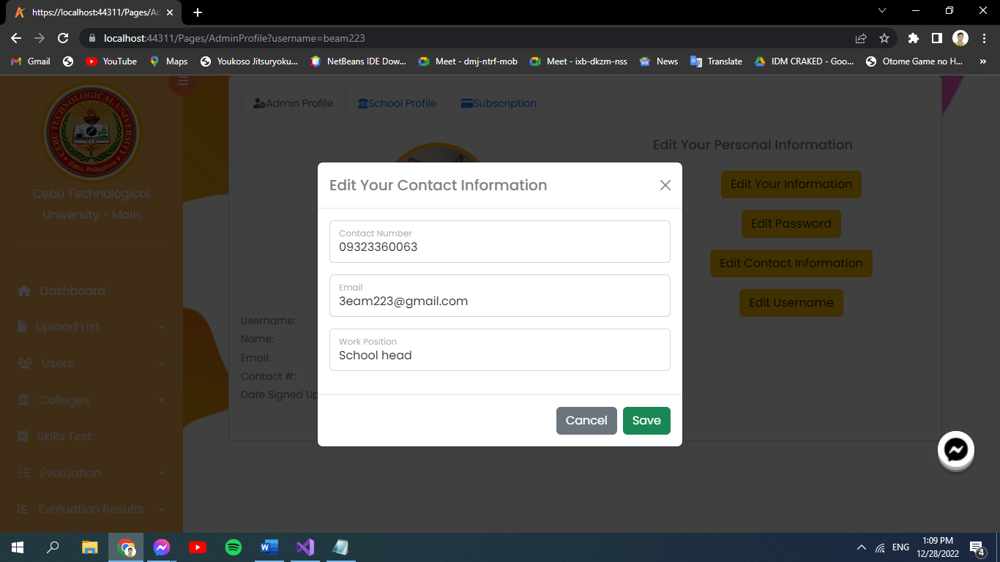 https://localhost:44311/Pages/Ad
localhost:44311/Pages/AdminProfile?username=beam223
Gmail
YouTube
Maps
Youkoso Jitsuryoku...
NetBeans IDE Dow...
Meet - dmj-ntrf-mob
Meet - ixb-dkzm-nss
News
Translate
IDM CRAKED - Goo...
Otome Game no H...
»
CEBU TECHNOLOGICAL UNIVERSITY
Cebu, Philippines
Cebu Technological
University - Main
Dashboard
Upload List
Users
Colleges
Skills Test
Evaluation
Evaluation Results
Admin Profile
School Profile
Subscription
Edit Your Personal Information
Edit Your Information
Edit Password
Edit Contact Information
Edit Username
Username:
Name:
Email:
Contact #:
Date Signed Up
Edit Your Contact Information
Contact Number
09323360063
Email
3eam223@gmail.com
Work Position
School head
Cancel
Save
ENG
1:09 PM
12/28/2022
4